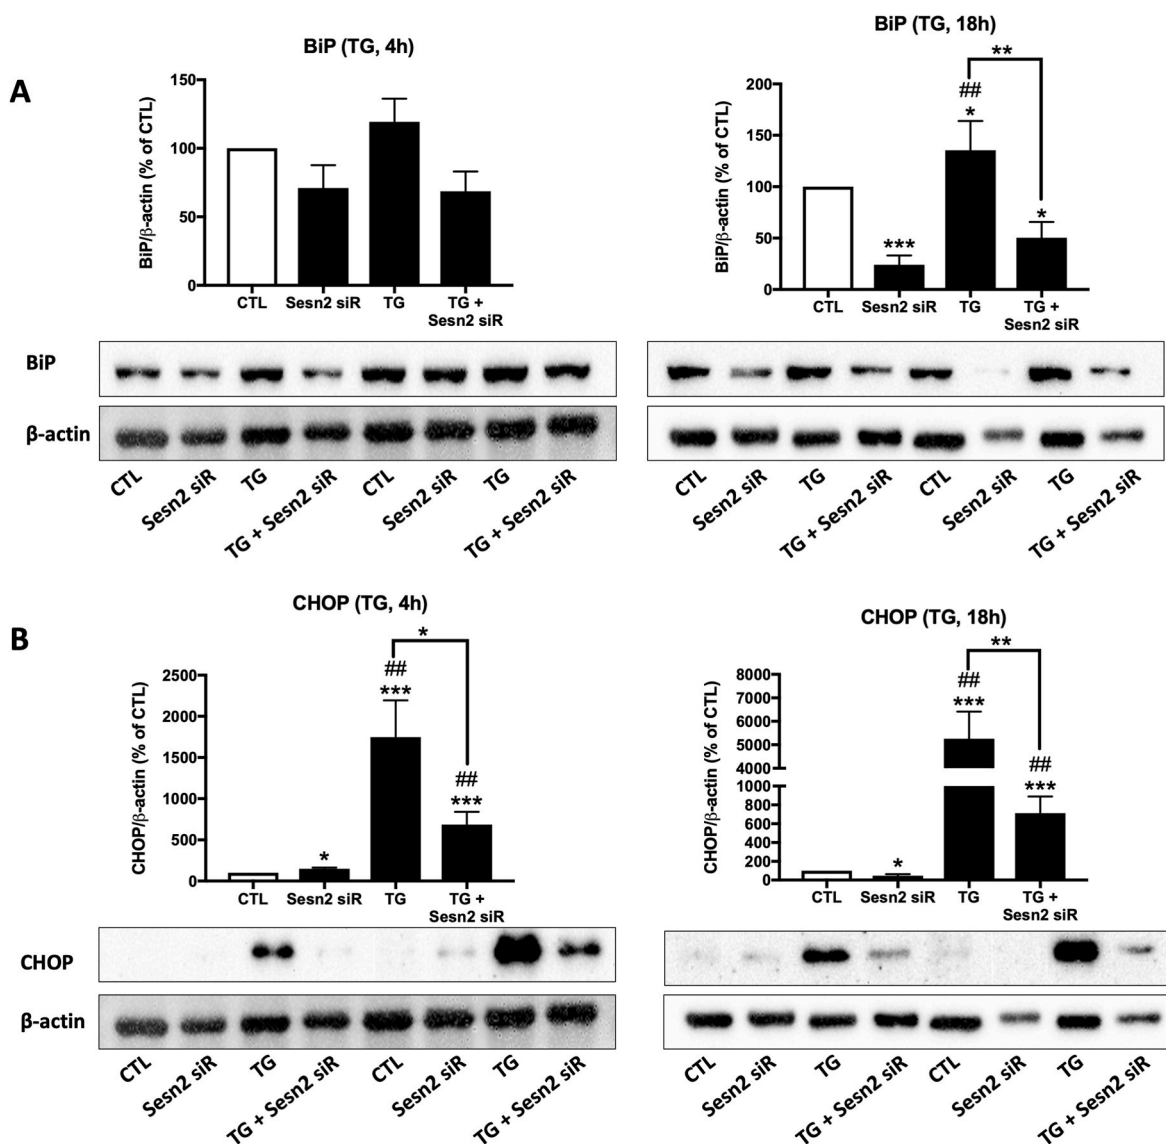 A
BiP (TG, 4h)
BiP/β-actin (% of CTL)
150
100
50
0
CTL
Sesn2 siR
TG
TG +
Sesn2 siR
BiP (TG, 18h)
**
##
*
***
*
BiP/β-actin (% of CTL)
200
150
100
50
0
CTL
Sesn2 siR
TG
TG +
Sesn2 siR
BiP
β-actin
CTL
Sesn2 siR
TG
TG + Sesn2 siR
CTL
Sesn2 siR
TG
TG + Sesn2 siR
CTL
Sesn2 siR
TG
TG + Sesn2 siR
CTL
Sesn2 siR
TG
TG + Sesn2 siR
B
CHOP (TG, 4h)
*
##
***
##
***
*
CHOP/β-actin (% of CTL)
2500
2000
1500
1000
500
0
CTL
Sesn2 siR
TG
TG +
Sesn2 siR
CHOP (TG, 18h)
**
##
***
##
***
*
CHOP/β-actin (% of CTL)
8000
7000
6000
5000
4000
1000
800
600
400
200
0
CTL
Sesn2 siR
TG
TG +
Sesn2 siR
CHOP
β-actin
CTL
Sesn2 siR
TG
TG + Sesn2 siR
CTL
Sesn2 siR
TG
TG + Sesn2 siR
CTL
Sesn2 siR
TG
TG + Sesn2 siR
CTL
Sesn2 siR
TG
TG + Sesn2 siR